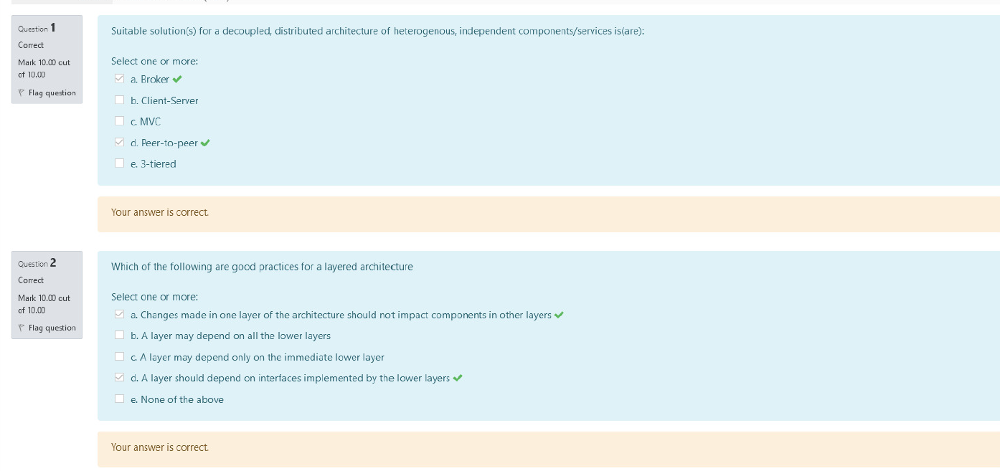 Question 1
Correct
Mark 10.00 out
of 10.00
Flag question
Suitable solution(s) for a decoupled, distributed architecture of heterogenous, independent components/services is(are):
Select one or more:
a. Broker
b. Client-Server
c. MVC
d. Peer-to-peer
e. 3-tiered
Your answer is correct.
Question 2
Correct
Mark 10.00 out
of 10.00
Flag question
Which of the following are good practices for a layered architecture
Select one or more:
a. Changes made in one layer of the architecture should not impact components in other layers
b. A layer may depend on all the lower layers
c. A layer may depend only on the immediate lower layer
d. A layer should depend on interfaces implemented by the lower layers
e. None of the above
Your answer is correct.